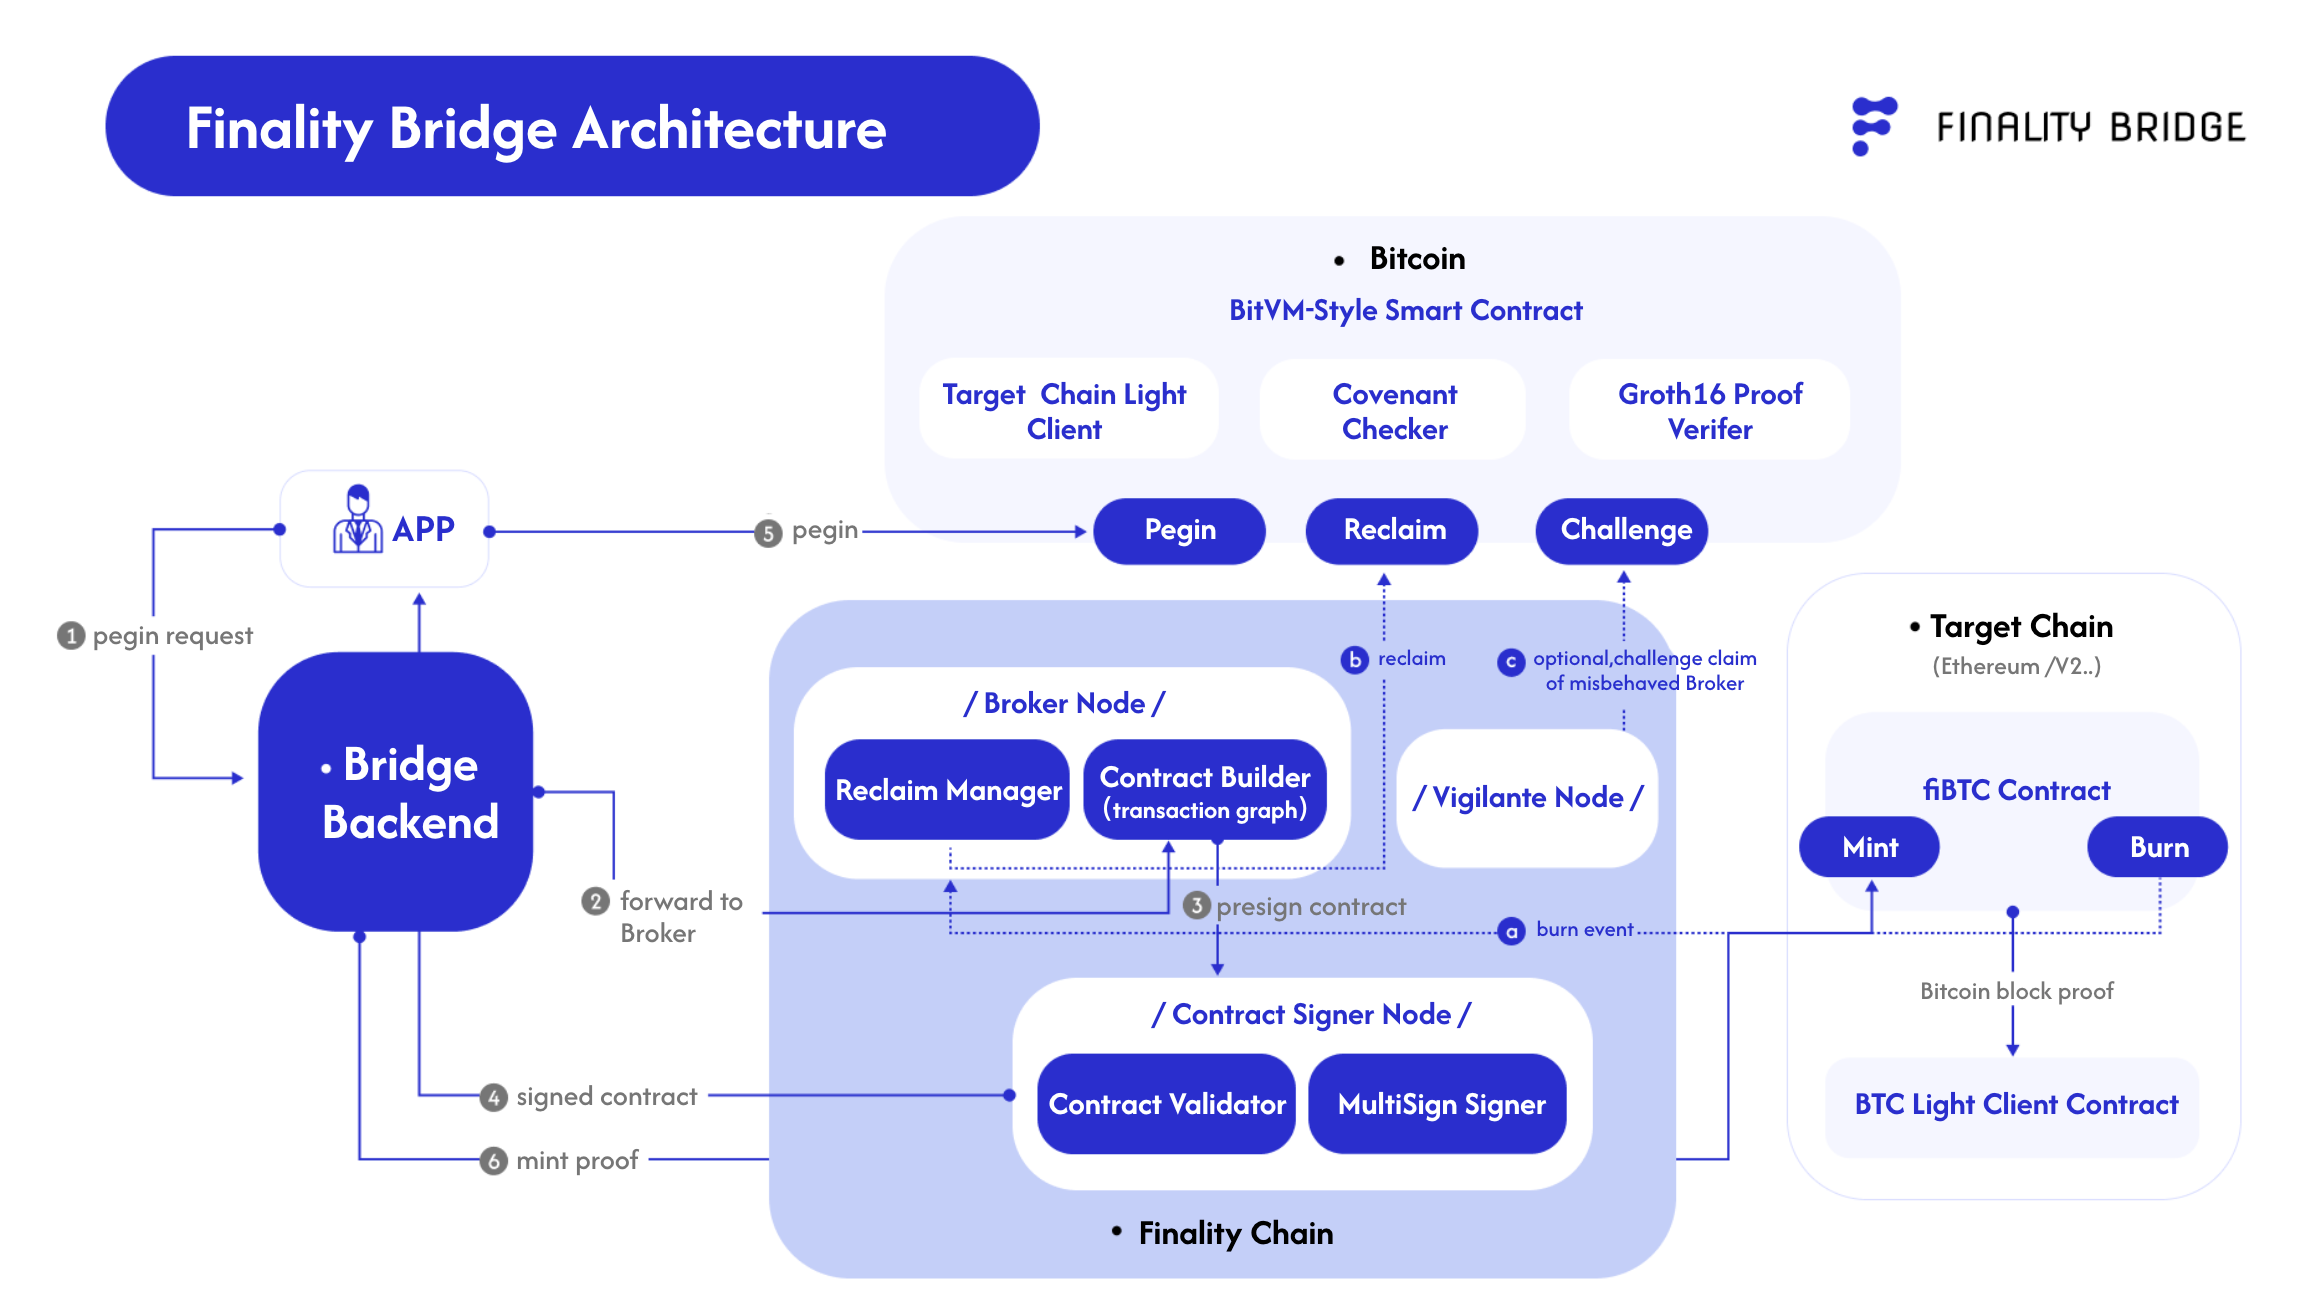 Finality Bridge Architecture
FINALITY BRIDGE
• Bitcoin
BitVM-Style Smart Contract
Target Chain Light
Client
Covenant
Checker
Groth16 Proof
Verifer
APP
5 pegin
Pegin
Reclaim
Challenge
1 pegin request
b reclaim
c optional,challenge claim
of misbehaved Broker
• Target Chain
(Ethereum /V2..)
/ Broker Node /
Reclaim Manager
Contract Builder
(transaction graph)
/ Vigilante Node /
• Bridge
Backend
fiBTC Contract
Mint
Burn
2 forward to
Broker
3 presign contract
a burn event
Bitcoin block proof
/ Contract Signer Node /
Contract Validator
MultiSign Signer
BTC Light Client Contract
4 signed contract
6 mint proof
• Finality Chain